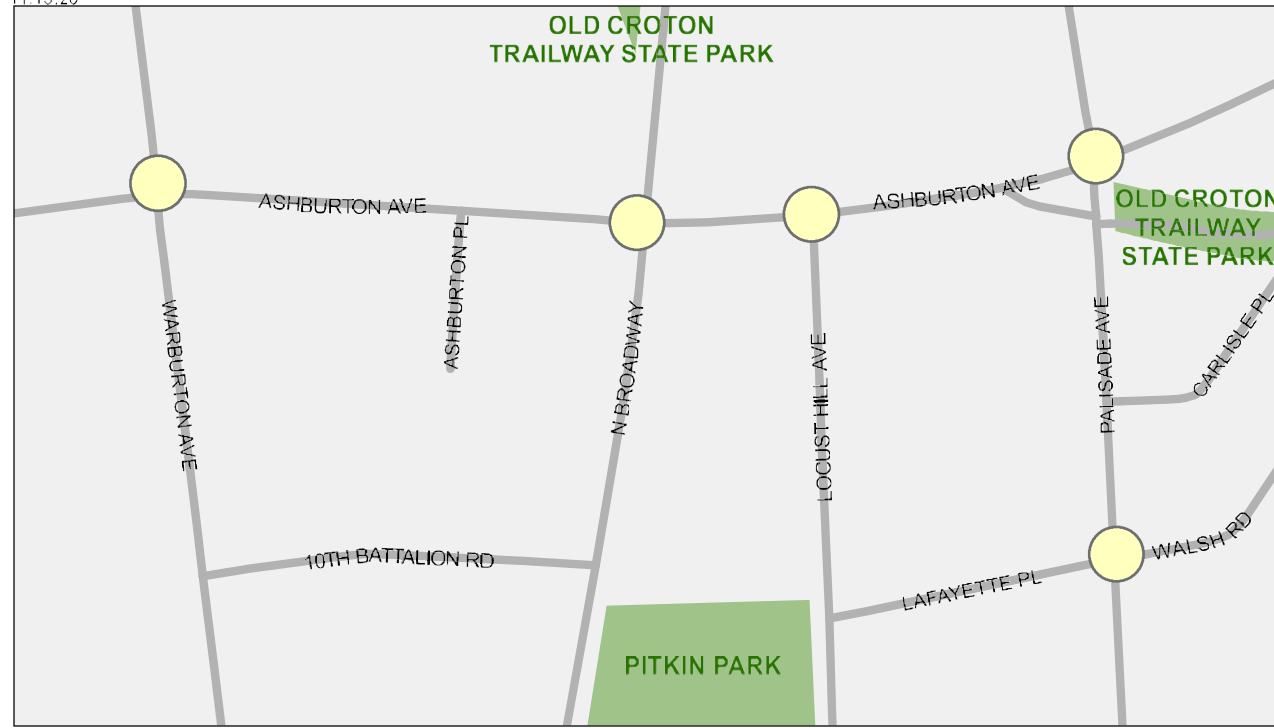 OLD CROTON
TRAILWAY STATE PARK
ASHBURTON AVE
ASHBURTON AVE
OLD CROTON
TRAILWAY
STATE PARK
ASHBURTON PL
WARBURTON AVE
N BROADWAY
LOCUST HILL AVE
PALISADE AVE
CARLISLE PL
10TH BATTALION RD
WALSH RD
LAFAYETTE PL
PITKIN PARK